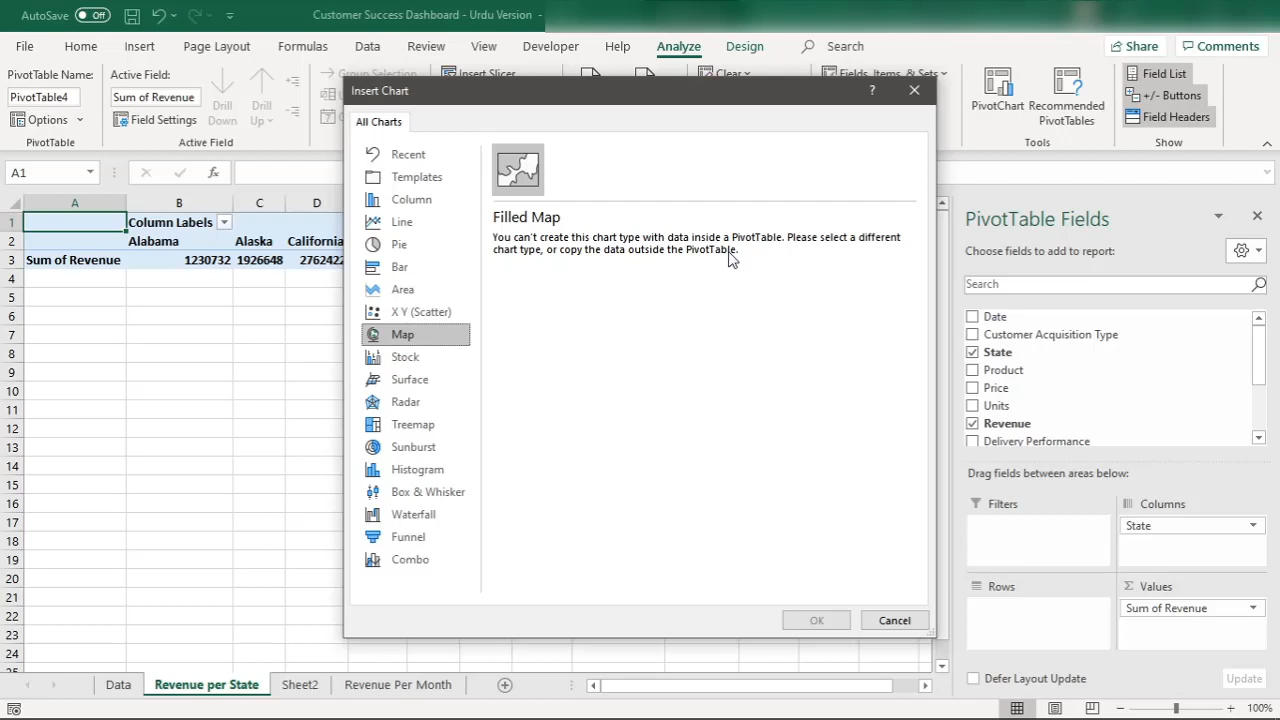 AutoSave Off Customer Success Dashboard - Urdu Version -
File Home Insert Page Layout Formulas Data Review View Developer Help Analyze Design Search Share Comments
PivotTable Name:
PivotTable4
Options
PivotTable
Active Field:
Sum of Revenue
Field Settings
Drill
Down
Drill
Up
Active Field
Group Selection
Insert Slicer
Clear
Fields, Items, & Sets
PivotChart
Recommended
PivotTables
Tools
Field List
+/- Buttons
Field Headers
Show
A1
fx
A B C D
1 Column Labels
2 Alabama Alaska California
3 Sum of Revenue 1230732 1926648 2762422
4
5
6
7
8
9
10
11
12
13
14
15
16
17
18
19
20
21
22
23
24
25
Insert Chart ?
All Charts
Recent
Templates
Column
Line
Pie
Bar
Area
X Y (Scatter)
Map
Stock
Surface
Radar
Treemap
Sunburst
Histogram
Box & Whisker
Waterfall
Funnel
Combo
Filled Map
You can't create this chart type with data inside a PivotTable. Please select a different
chart type, or copy the data outside the PivotTable.
OK Cancel
PivotTable Fields
Choose fields to add to report:
Search
Date
Customer Acquisition Type
State
Product
Price
Units
Revenue
Delivery Performance
Drag fields between areas below:
Filters
Columns
State
Rows
Σ Values
Sum of Revenue
Defer Layout Update Update
Data Revenue per State Sheet2 Revenue Per Month
100%